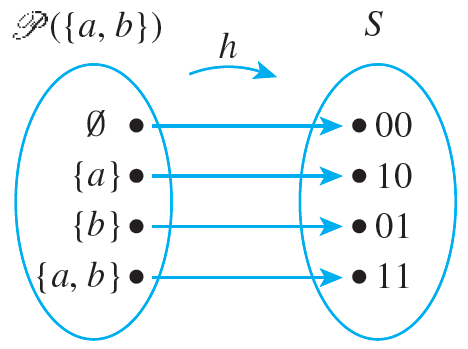 𝒫({a, b}) h S
∅ 00
{a} 10
{b} 01
{a, b} 11